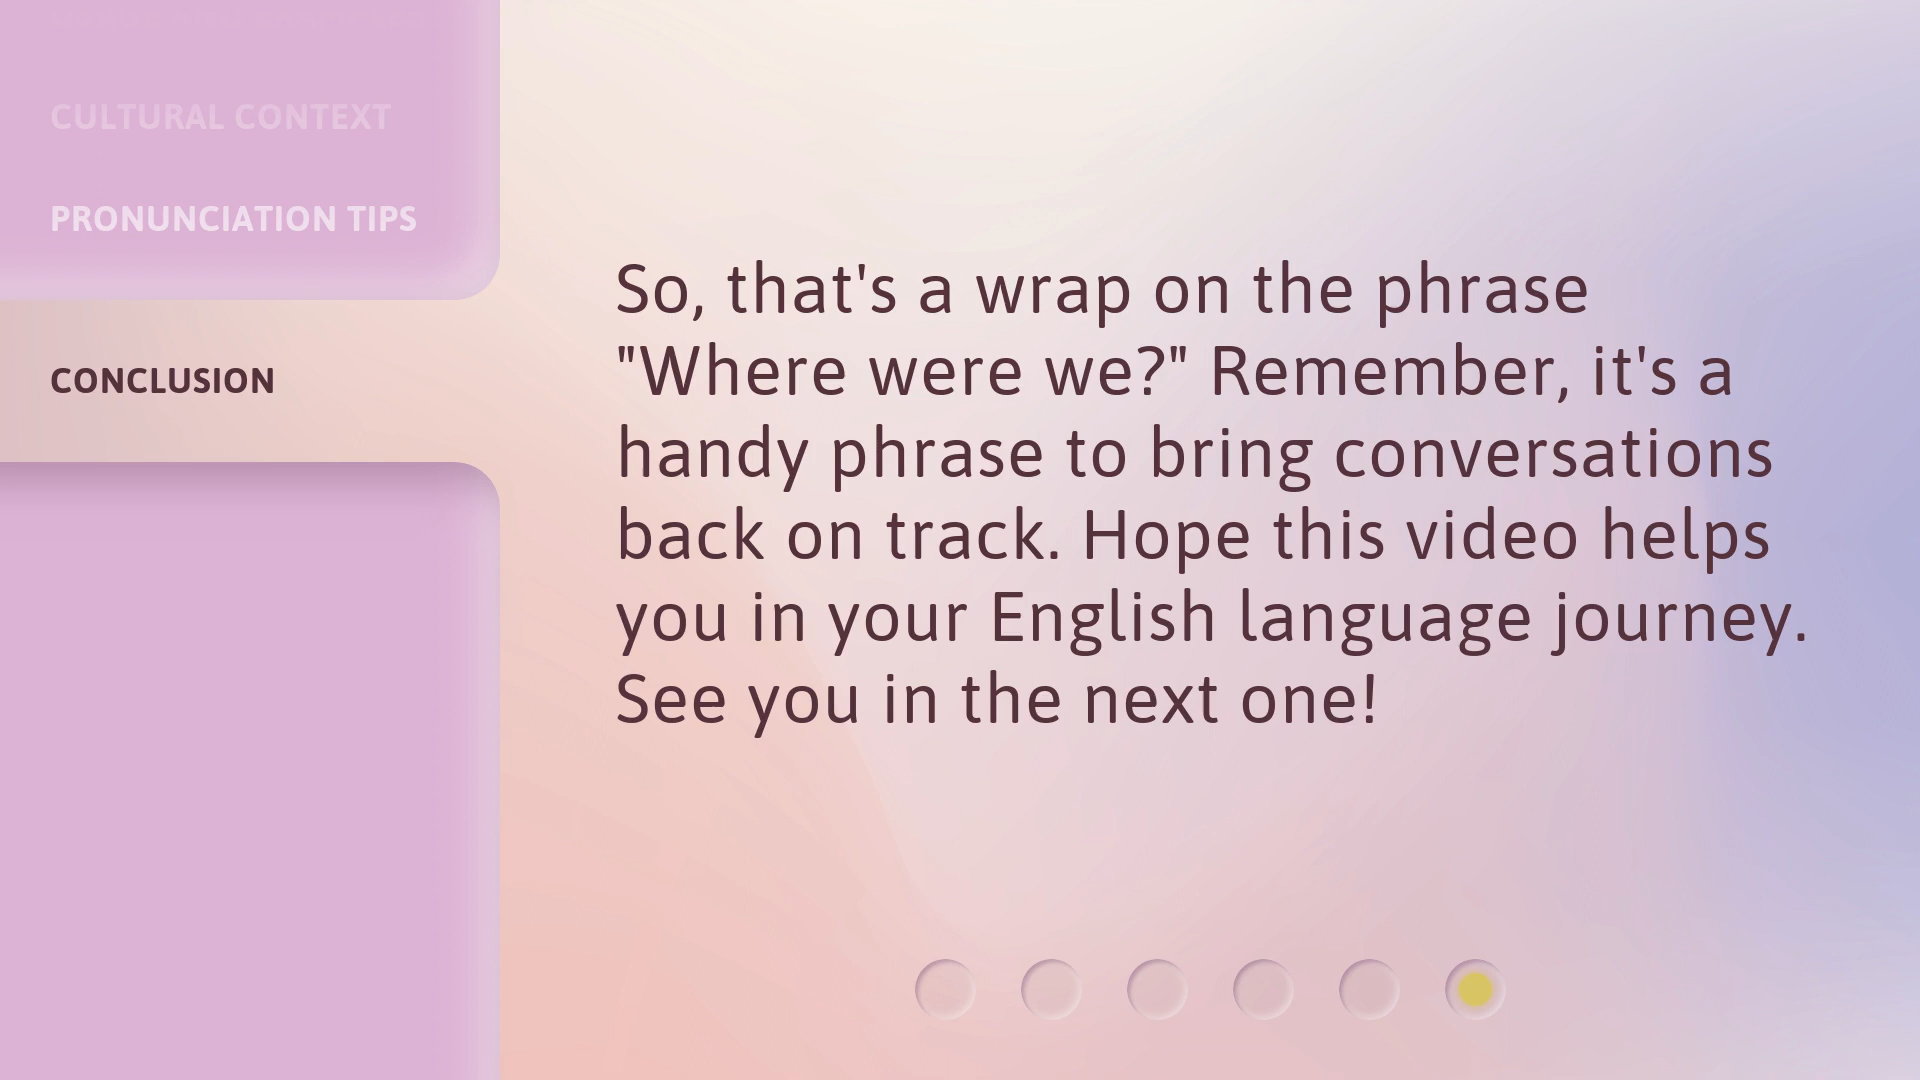 CULTURAL CONTEXT
PRONUNCIATION TIPS
CONCLUSION
So, that's a wrap on the phrase
"Where were we?" Remember, it's a
handy phrase to bring conversations
back on track. Hope this video helps
you in your English language journey.
See you in the next one!